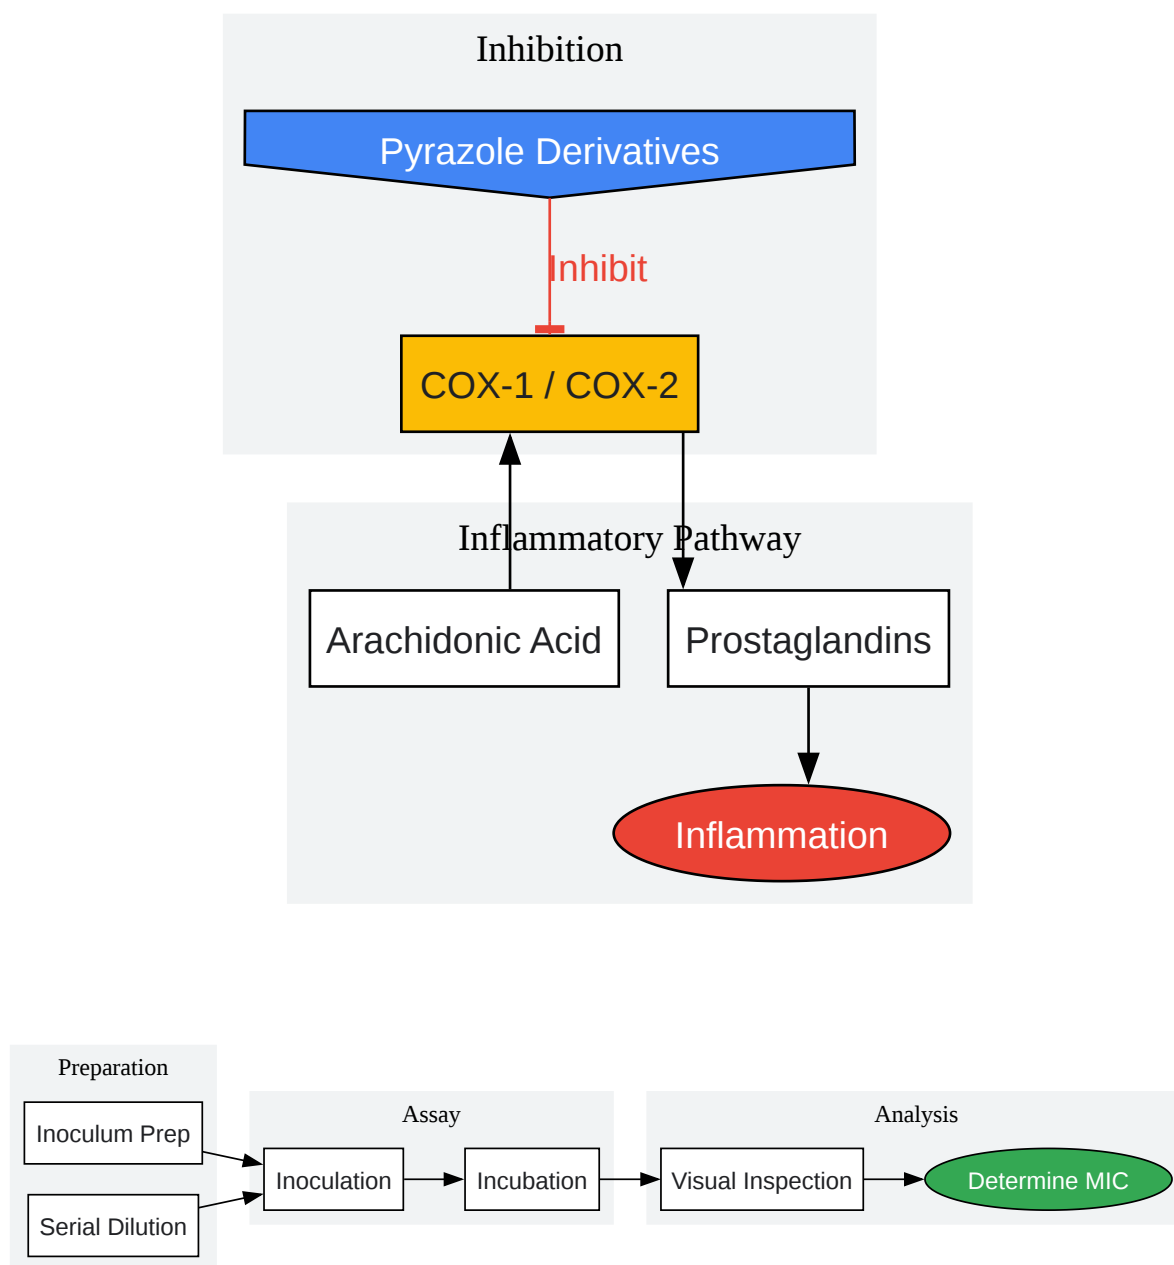 Inhibition
Pyrazole Derivatives
Inhibit
COX-1 / COX-2
Inflammatory Pathway
Arachidonic Acid
Prostaglandins
Inflammation
Preparation
Inoculum Prep
Serial Dilution
Assay
Inoculation
Incubation
Analysis
Visual Inspection
Determine MIC